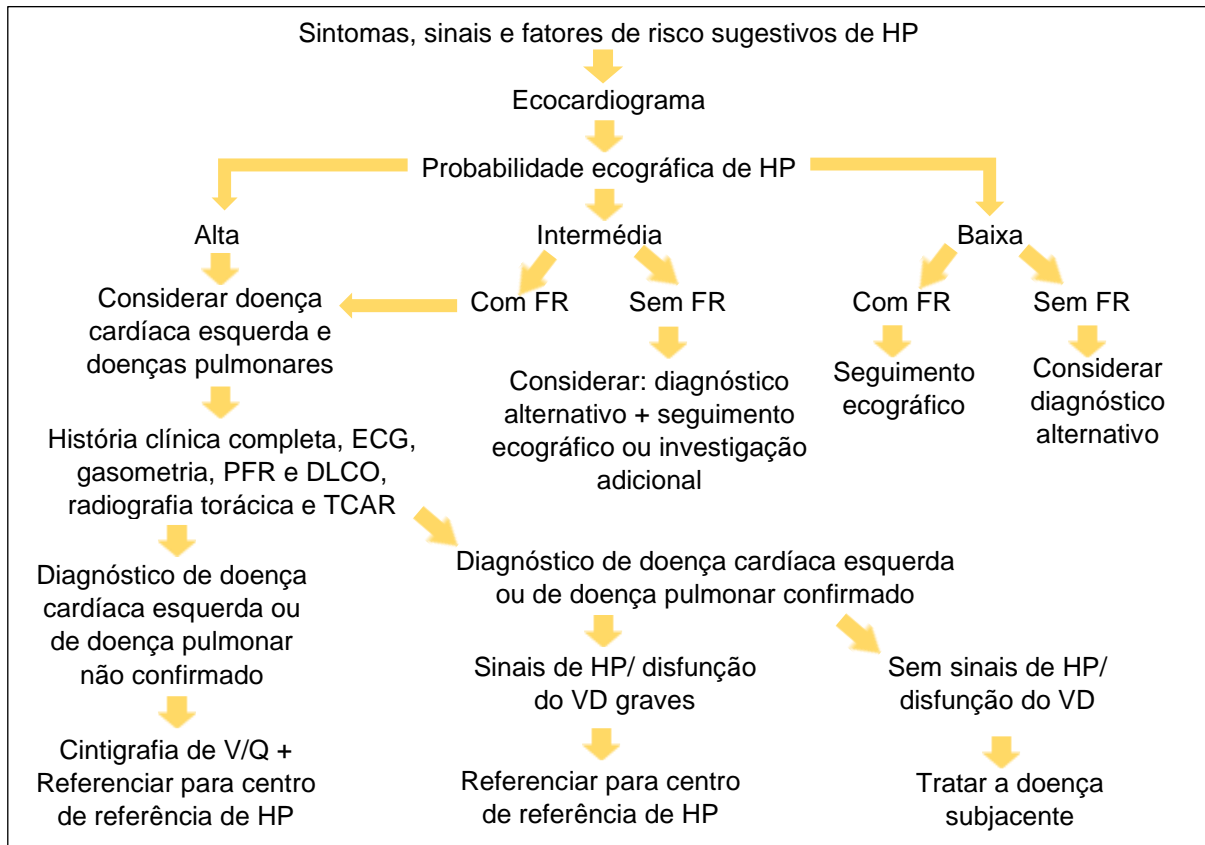 Sintomas, sinais e fatores de risco sugestivos de HP
Ecocardiograma
Probabilidade ecográfica de HP
Alta
Intermédia
Baixa
Considerar doença
cardíaca esquerda e
doenças pulmonares
Com FR
Sem FR
Com FR
Sem FR
Considerar: diagnóstico
alternativo + seguimento
ecográfico ou investigação
adicional
Seguimento
ecográfico
Considerar
diagnóstico
alternativo
História clínica completa, ECG,
gasometria, PFR e DLCO,
radiografia torácica e TCAR
Diagnóstico de doença
cardíaca esquerda ou
de doença pulmonar
não confirmado
Diagnóstico de doença cardíaca esquerda
ou de doença pulmonar confirmado
Sinais de HP/ disfunção
do VD graves
Sem sinais de HP/
disfunção do VD
Cintigrafia de V/Q +
Referenciar para centro
de referência de HP
Referenciar para centro
de referência de HP
Tratar a doença
subjacente